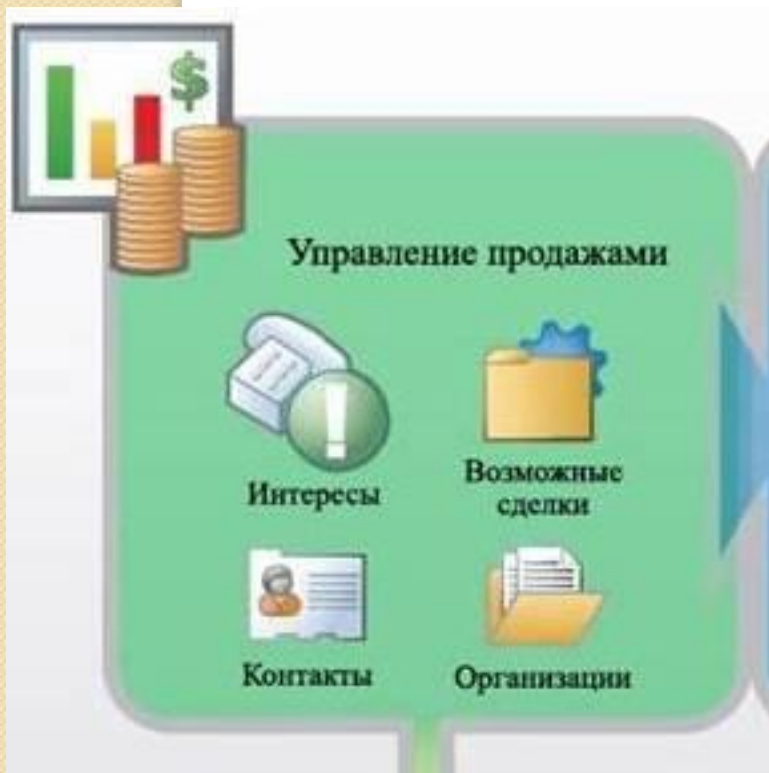 $
Управление продажами
Интересы
Возможные
сделки
Контакты
Организации